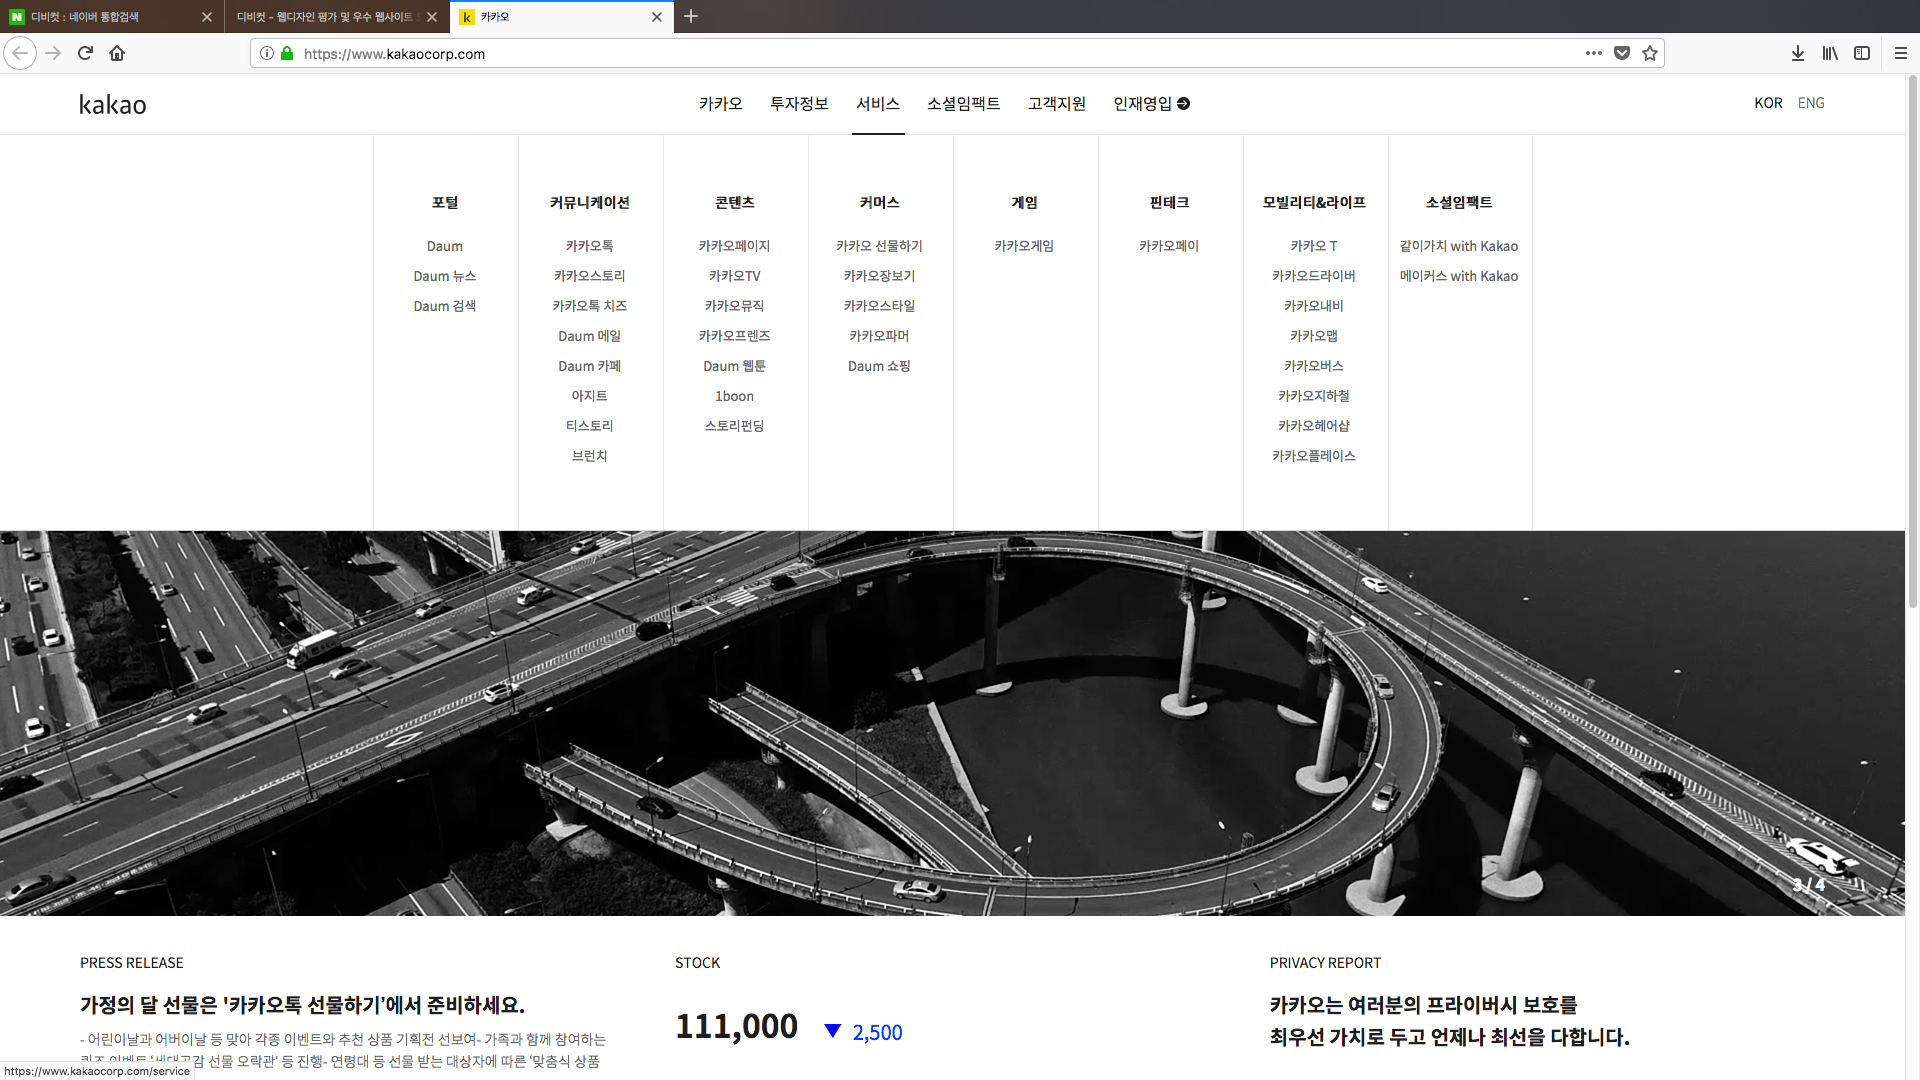 디비컷 : 네이버 통합검색
디비컷 - 웹디자인 평가 및 우수 웹사이트
카카오
https://www.kakaocorp.com
kakao
카카오 투자정보 서비스 소셜임팩트 고객지원 인재영입
KOR ENG
포털
Daum
Daum 뉴스
Daum 검색
커뮤니케이션
카카오톡
카카오스토리
카카오톡 치즈
Daum 메일
Daum 카페
아지트
티스토리
브런치
콘텐츠
카카오페이지
카카오TV
카카오뮤직
카카오프렌즈
Daum 웹툰
1boon
스토리펀딩
커머스
카카오 선물하기
카카오장보기
카카오스타일
카카오파머
Daum 쇼핑
게임
카카오게임
핀테크
카카오페이
모빌리티&라이프
카카오 T
카카오드라이버
카카오내비
카카오맵
카카오버스
카카오지하철
카카오헤어샵
카카오플레이스
소셜임팩트
같이가치 with Kakao
메이커스 with Kakao
3 / 4
PRESS RELEASE
가정의 달 선물은 '카카오톡 선물하기’에서 준비하세요.
- 어린이날과 어버이날 등 맞아 각종 이벤트와 추천 상품 기획전 선보여- 가족과 함께 참여하는
퀴즈 이벤트 ‘세대공감 선물 오락관’ 등 진행- 연령대 등 선물 받는 대상자에 따른 ‘맞춤식 상품
STOCK
111,000 ▼ 2,500
PRIVACY REPORT
카카오는 여러분의 프라이버시 보호를
최우선 가치로 두고 언제나 최선을 다합니다.
https://www.kakaocorp.com/service